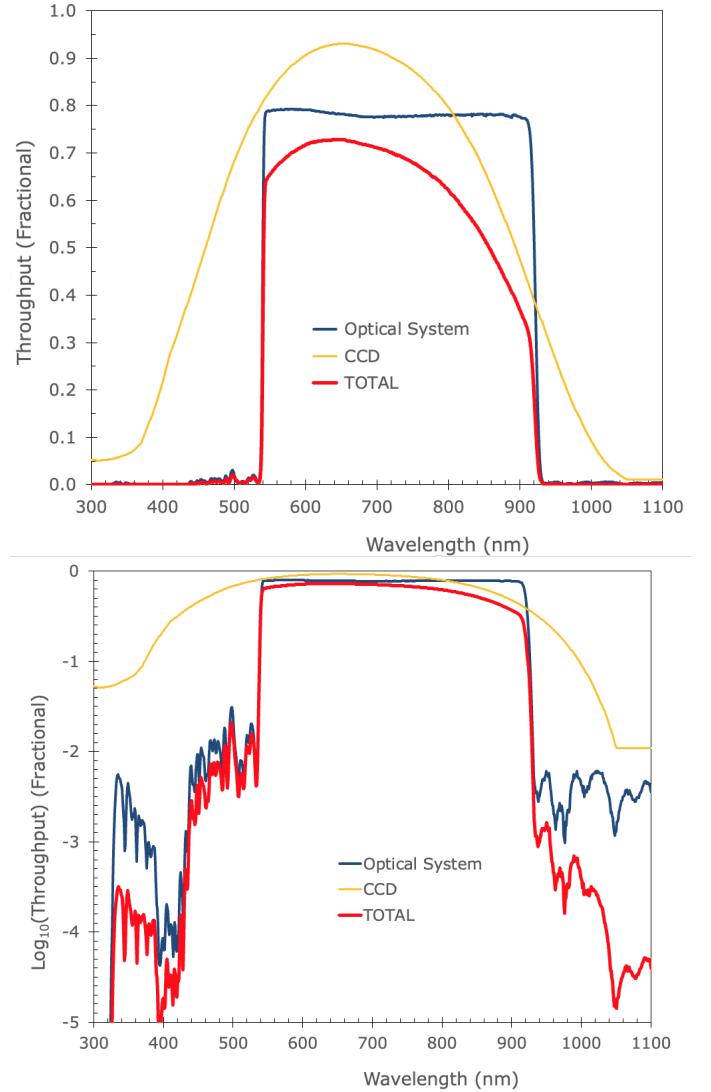 1.0
0.9
0.8
0.7
0.6
0.5
0.4
0.3
0.2
0.1
0.0
Throughput (Fractional)
Optical System
CCD
TOTAL
300 400 500 600 700 800 900 1000 1100
Wavelength (nm)
0
-1
-2
-3
-4
-5
Log₁₀(Throughput) (Fractional)
Optical System
CCD
TOTAL
300 400 500 600 700 800 900 1000 1100
Wavelength (nm)